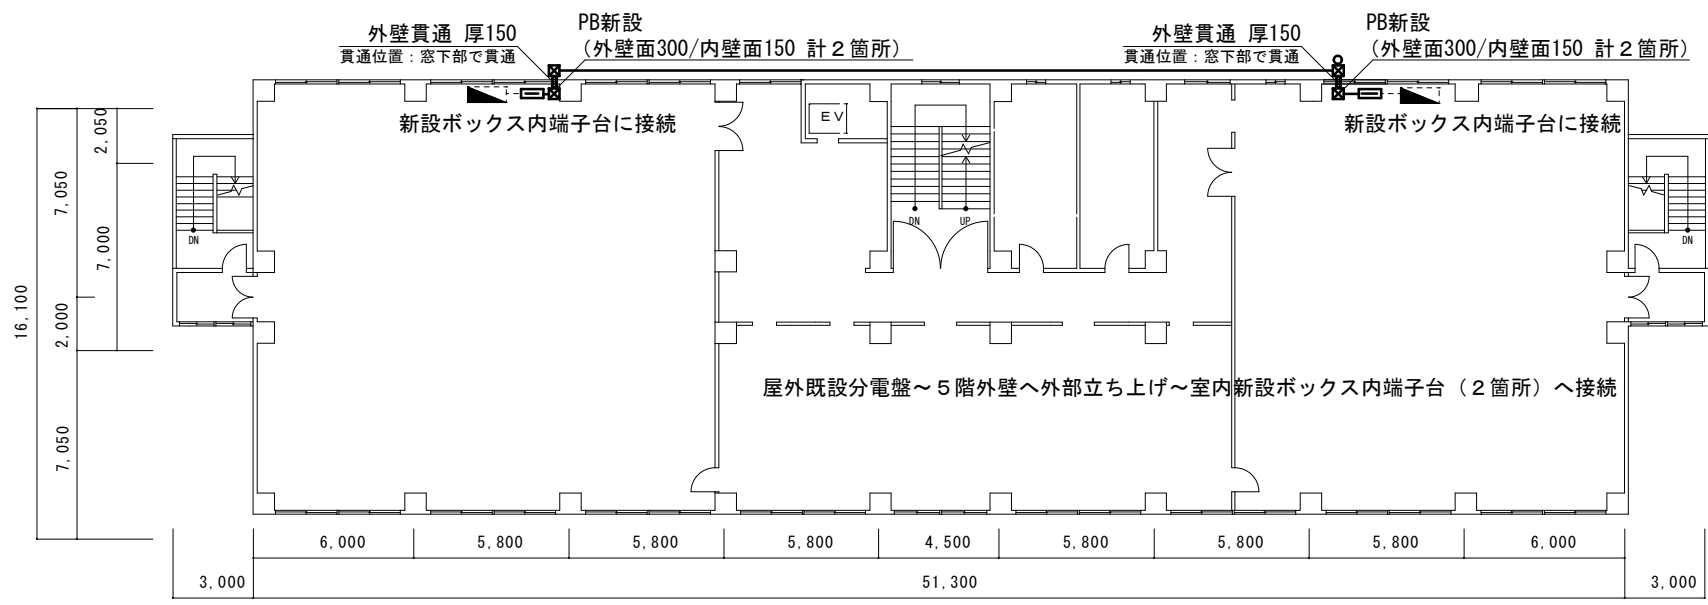 外壁貫通 厚150
貫通位置：窓下部で貫通
PB新設
（外壁面300/内壁面150 計２箇所）
外壁貫通 厚150
貫通位置：窓下部で貫通
PB新設
（外壁面300/内壁面150 計２箇所）
新設ボックス内端子台に接続
ＥＶ
新設ボックス内端子台に接続
2,050
7,050
7,000
16,100
2,000
7,050
DN
DN
UP
DN
屋外既設分電盤～５階外壁へ外部立ち上げ～室内新設ボックス内端子台（２箇所）へ接続
6,000
5,800
5,800
5,800
4,500
5,800
5,800
5,800
6,000
3,000
51,300
3,000